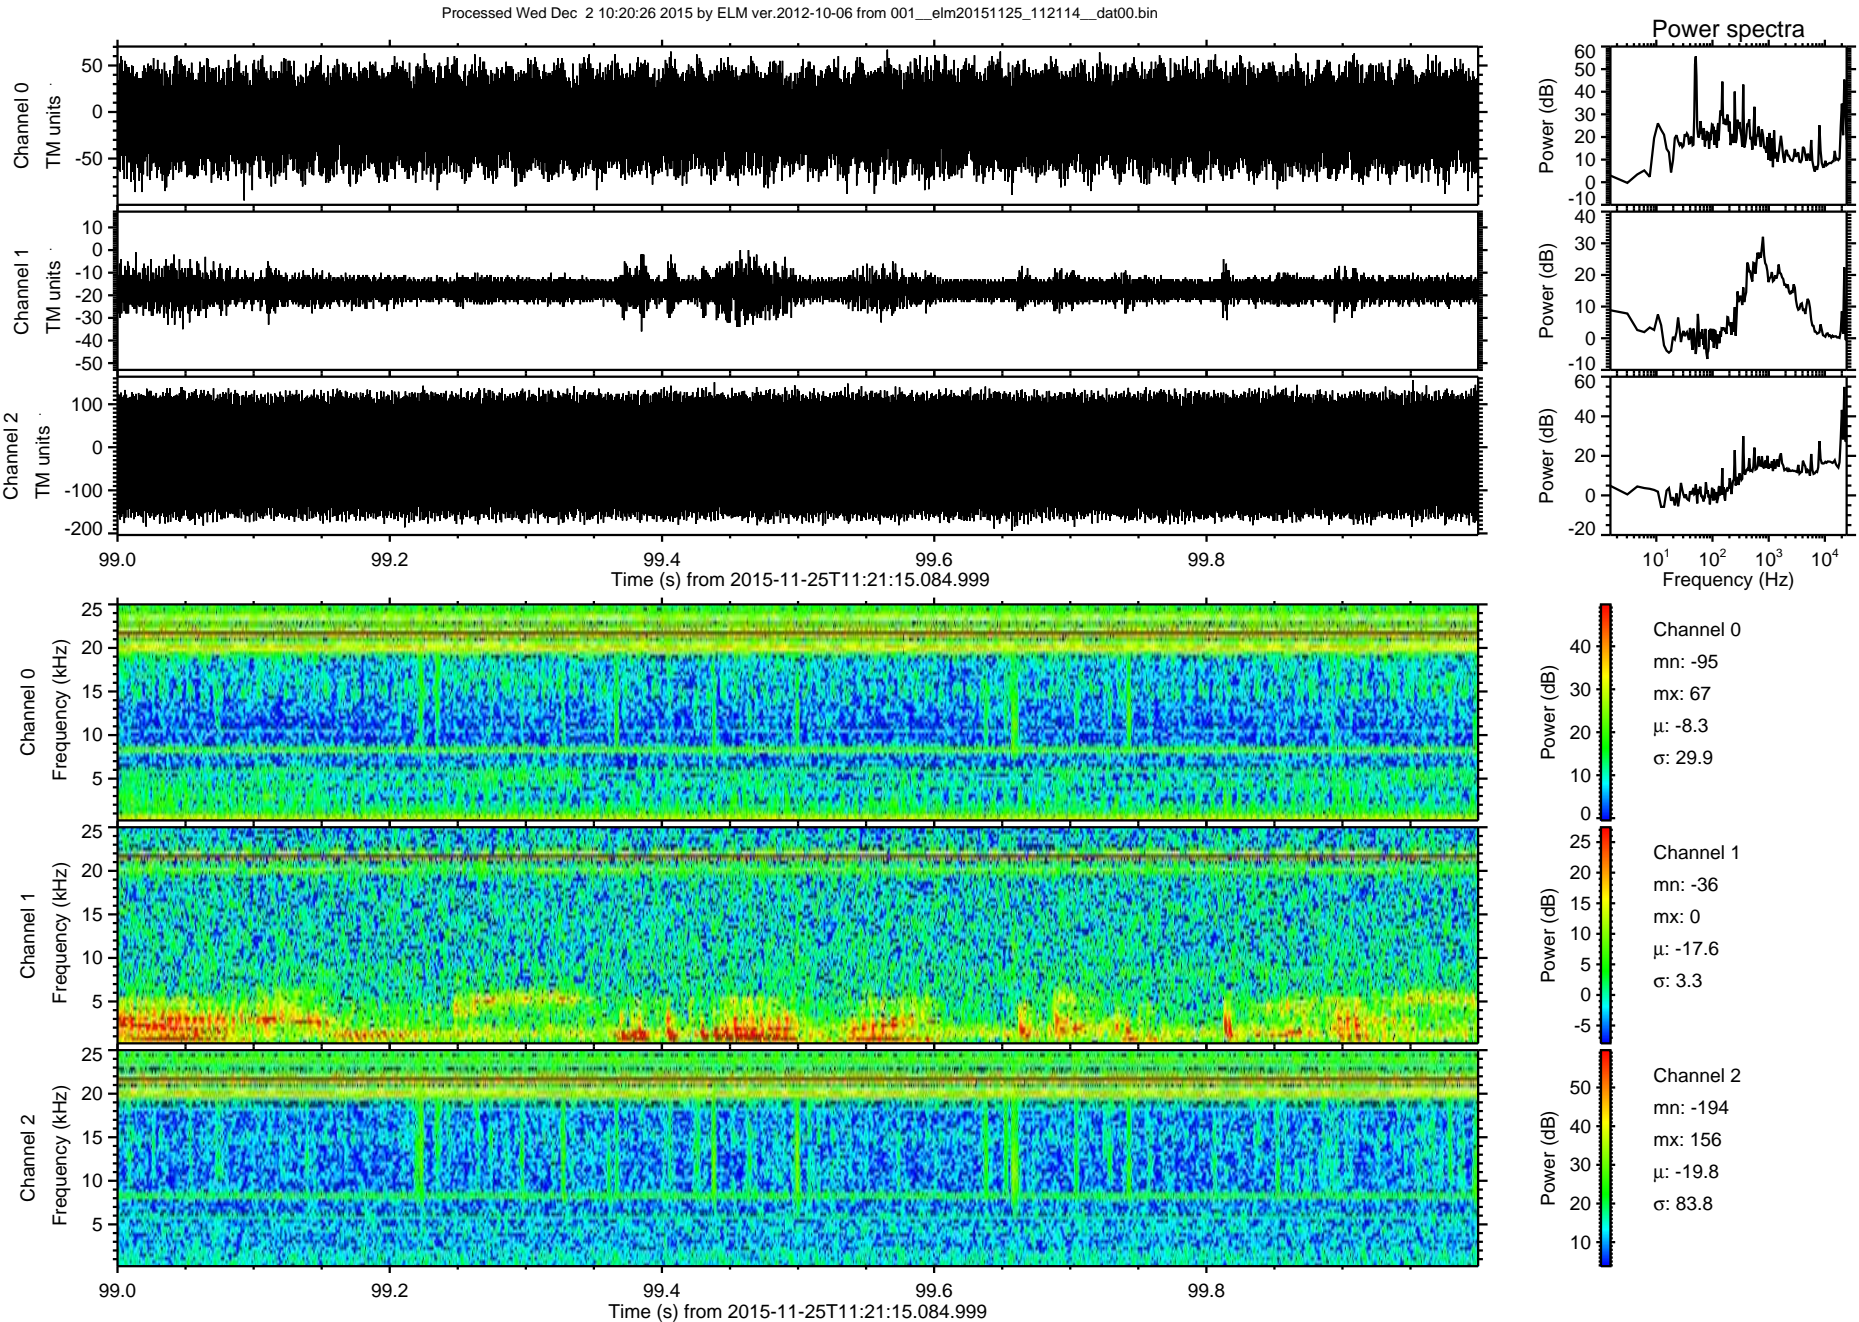 Processed Wed Dec  2 10:20:26 2015 by ELM ver.2012-10-06 from 001__elm20151125_112114__dat00.bin
Power spectra
Channel 0
TM units
50
0
-50
Power (dB)
60
50
40
30
20
10
0
-10
Channel 1
TM units
10
0
-10
-20
-30
-40
-50
Power (dB)
40
30
20
10
0
-10
Channel 2
TM units
100
0
-100
-200
Power (dB)
60
40
20
0
-20
99.0 99.2 99.4 99.6 99.8
Time (s) from 2015-11-25T11:21:15.084.999
10^1 10^2 10^3 10^4
Frequency (Hz)
Channel 0
Frequency (kHz)
25
20
15
10
5
Power (dB)
40
30
20
10
0
Channel 0
mn: -95
mx: 67
μ: -8.3
σ: 29.9
Channel 1
Frequency (kHz)
25
20
15
10
5
Power (dB)
25
20
15
10
5
0
-5
Channel 1
mn: -36
mx: 0
μ: -17.6
σ: 3.3
Channel 2
Frequency (kHz)
25
20
15
10
5
Power (dB)
50
40
30
20
10
Channel 2
mn: -194
mx: 156
μ: -19.8
σ: 83.8
99.0 99.2 99.4 99.6 99.8
Time (s) from 2015-11-25T11:21:15.084.999